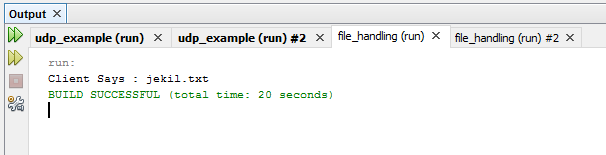 Output
udp_example (run) udp_example (run) #2 file_handling (run) file_handling (run) #2
run:
Client Says : jekil.txt
BUILD SUCCESSFUL (total time: 20 seconds)